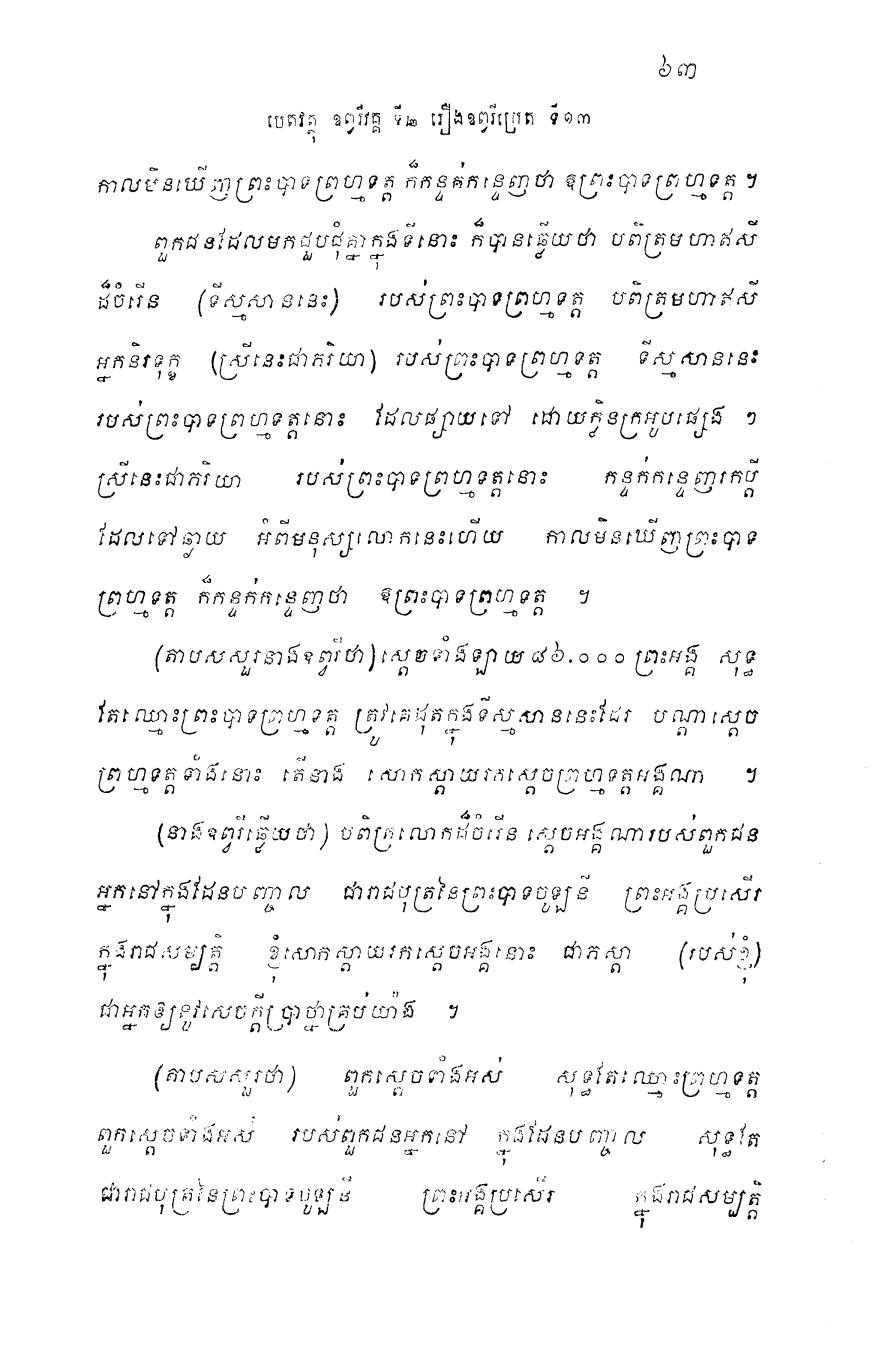 ៦៣
បេតវត្ថុ ឧព្វរីវគ្គ ទី២ រឿងឧព្វរីប្រេត ទី១៣
កាលមិនឃើញព្រះបាទព្រហ្មទត្ត ក៏កន្ទក់កន្ទេញថា ឱព្រះបាទព្រហ្មទត្ត ។
ពួកជនដែលមកជួបជុំគ្នាក្នុងទីនោះ ក៏បានឆ្លើយថា បពិត្រមហាឥសី
ដ៏ចំរើន (ទីស្មសាននេះ) របស់ព្រះបាទព្រហ្មទត្ត បពិត្រមហាឥសី
អ្នកនិរទុក្ខ (ស្រីនេះជាភរិយា) របស់ព្រះបាទព្រហ្មទត្ត ទីស្មសាននេះ
របស់ព្រះបាទព្រហ្មទត្តនោះ ដែលផ្សាយទៅ ដោយក្លិនក្រអូបផ្សេង ៗ
ស្រីនេះជាភរិយា របស់ព្រះបាទព្រហ្មទត្តនោះ កន្ទក់កន្ទេញរកប្តី
ដែលទៅឆ្ងាយ អំពីមនុស្សលោកនេះហើយ កាលមិនឃើញព្រះបាទ
ព្រហ្មទត្ត ក៏កន្ទក់កន្ទេញថា ឱព្រះបាទព្រហ្មទត្ត ។
(តាបសសួរនាងឧព្វរីថា) ស្តេចទាំងឡាយ ៨៦.០០០ ព្រះអង្គ សុទ្ធ
តែឈ្មោះព្រះបាទព្រហ្មទត្ត ត្រូវគេដុតក្នុងទីស្មសាននេះដែរ បណ្តាស្តេច
ព្រហ្មទត្តទាំងនោះ តើនាង សោកស្តាយរកស្តេចព្រហ្មទត្តអង្គណា ។
(នាងឧព្វរីឆ្លើយថា) បពិត្រលោកដ៏ចំរើន ស្តេចអង្គណារបស់ពួកជន
អ្នកនៅក្នុងដែនបញ្ចាល ជារាជបុត្រនៃព្រះបាទចូឡនី ព្រះអង្គប្រសើរ
ក្នុងរាជសម្បត្តិ ខ្ញុំសោកស្តាយរកស្តេចអង្គនោះ ជាភស្តា (របស់ខ្ញុំ)
ជាអ្នកឲ្យនូវសេចក្តីប្រាថ្នាគ្រប់យ៉ាង ។
(តាបសសួរថា) ពួកស្តេចទាំងអស់ សុទ្ធតែឈ្មោះព្រហ្មទត្ត
ពួកស្តេចទាំងអស់ របស់ពួកជនអ្នកនៅ ក្នុងដែនបញ្ចាល សុទ្ធតែ
ជារាជបុត្រនៃព្រះបាទចូឡនី ព្រះអង្គប្រសើរ ក្នុងរាជសម្បត្តិ